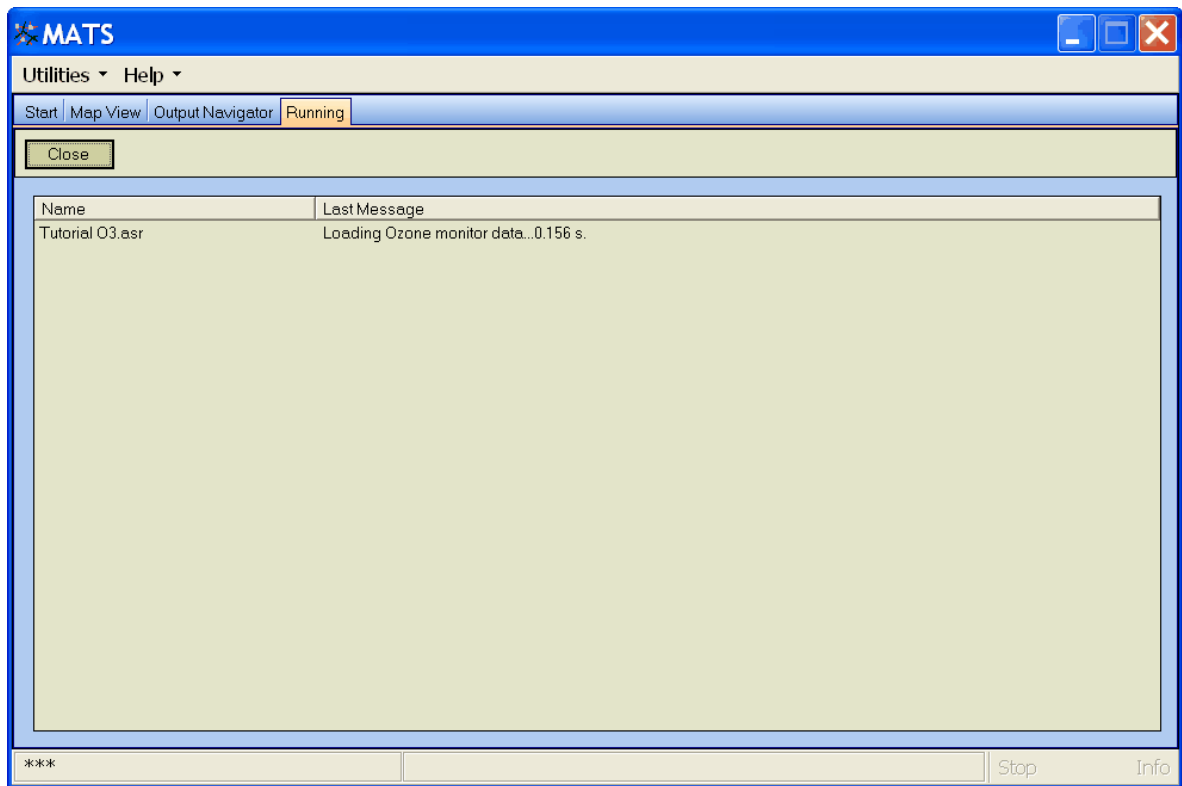 MATS
Utilities Help
Start Map View Output Navigator Running
Close
Name Last Message
Tutorial O3.asr Loading Ozone monitor data...0.156 s.
*** Stop Info